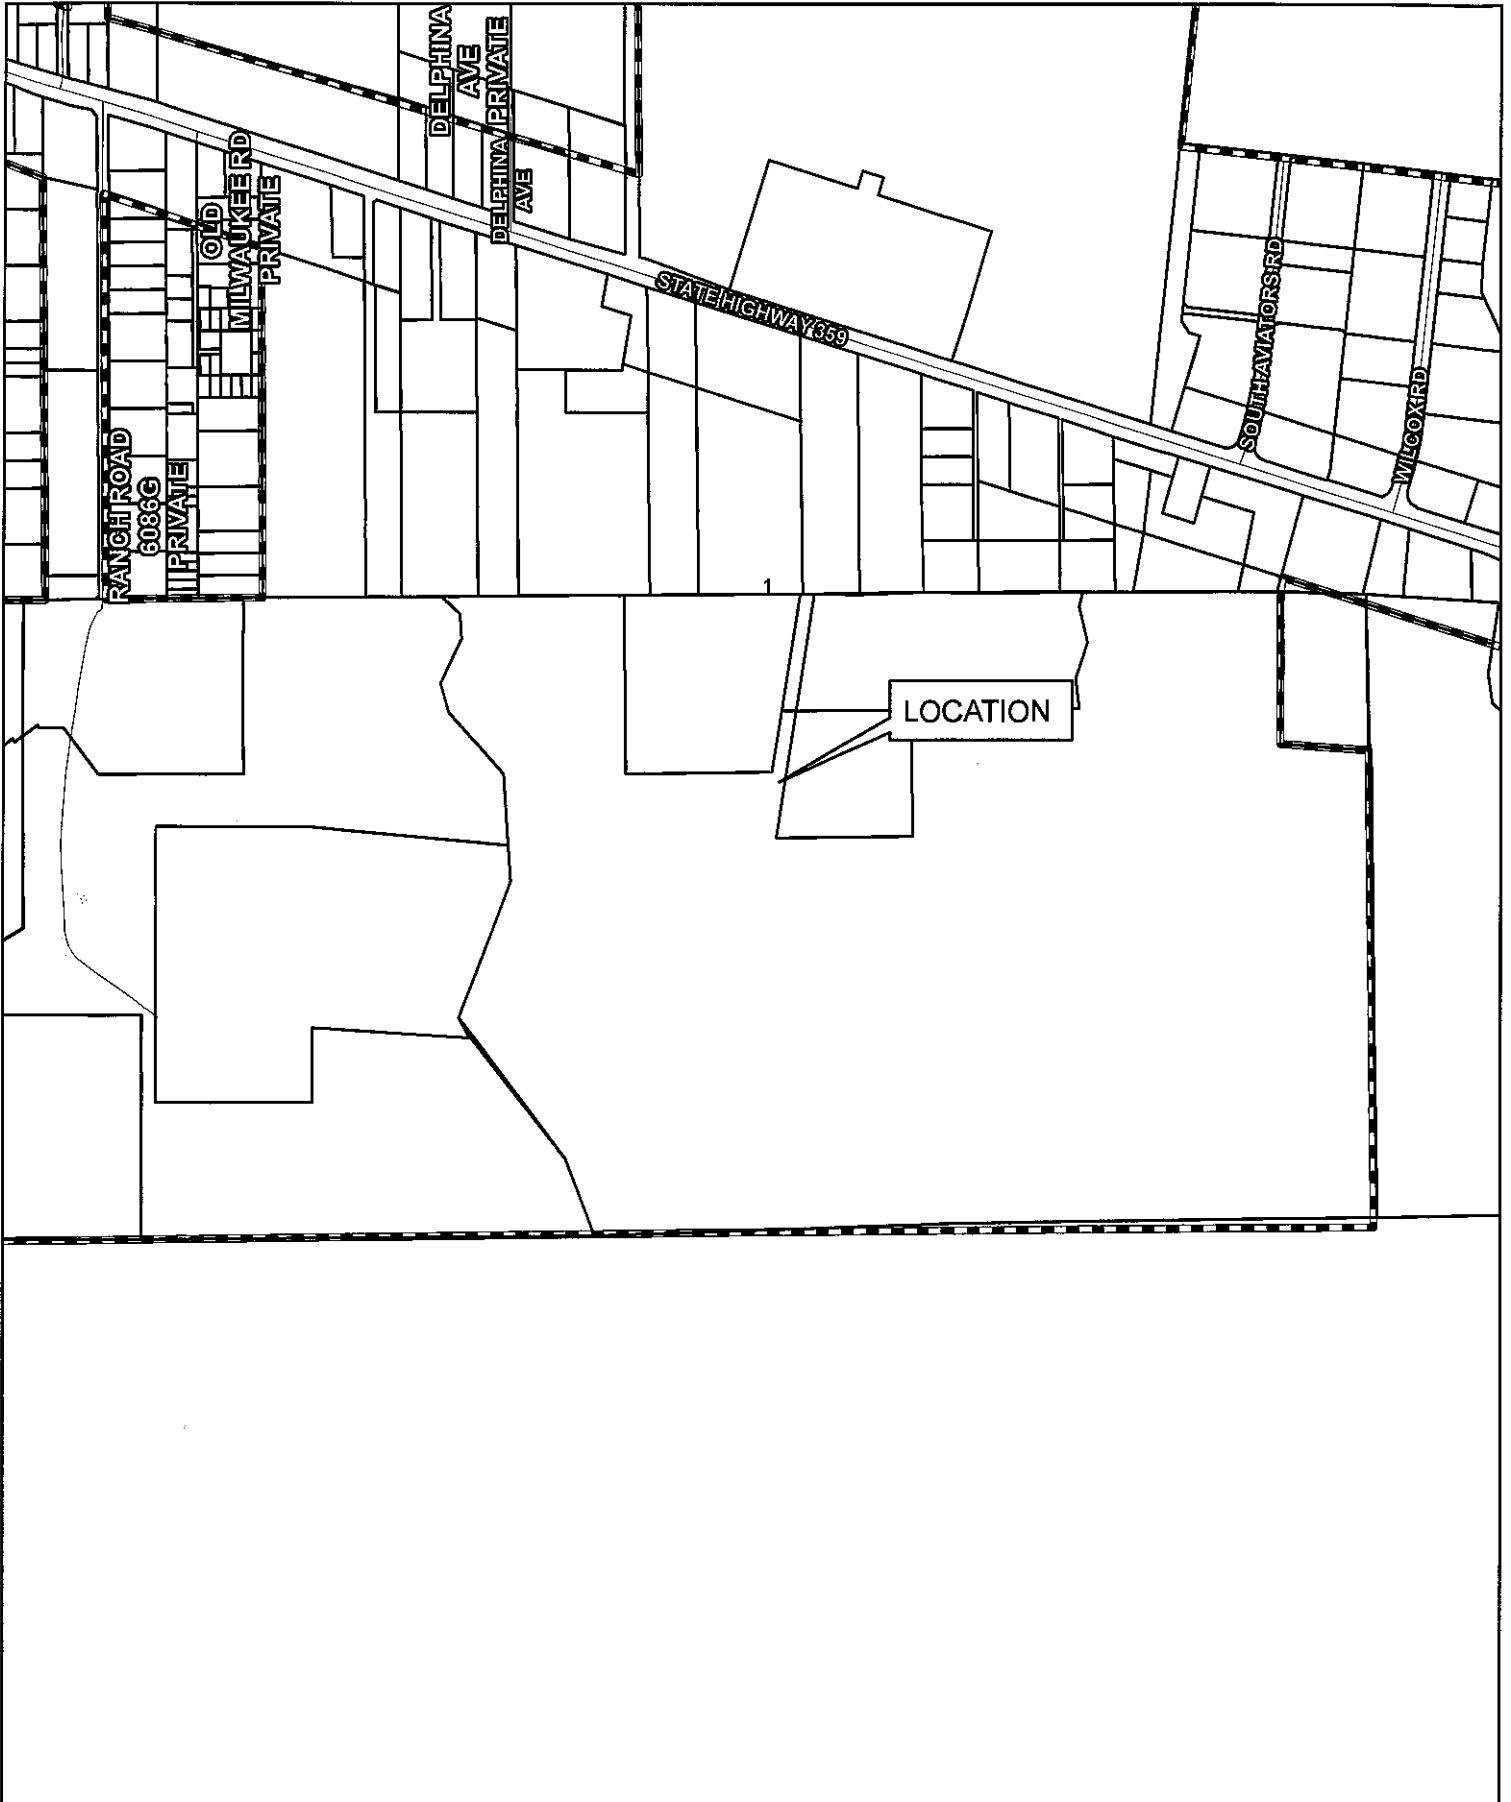 DELPHINA
AVE
PRIVATE
DELPHINA
AVE
OLD
MILWAUKEE RD
PRIVATE
STATE HIGHWAY 359
SOUTH AVIATORS RD
WILCOX RD
RANCH ROAD
6086G
PRIVATE
1
LOCATION